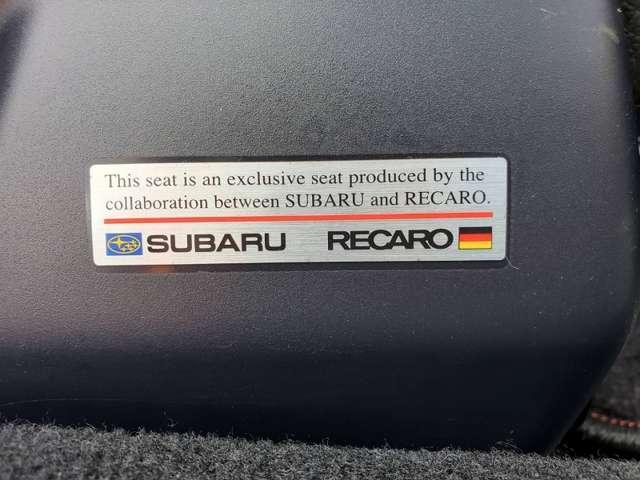 This seat is an exclusive seat produced by the
collaboration between SUBARU and RECARO.
SUBARU RECARO